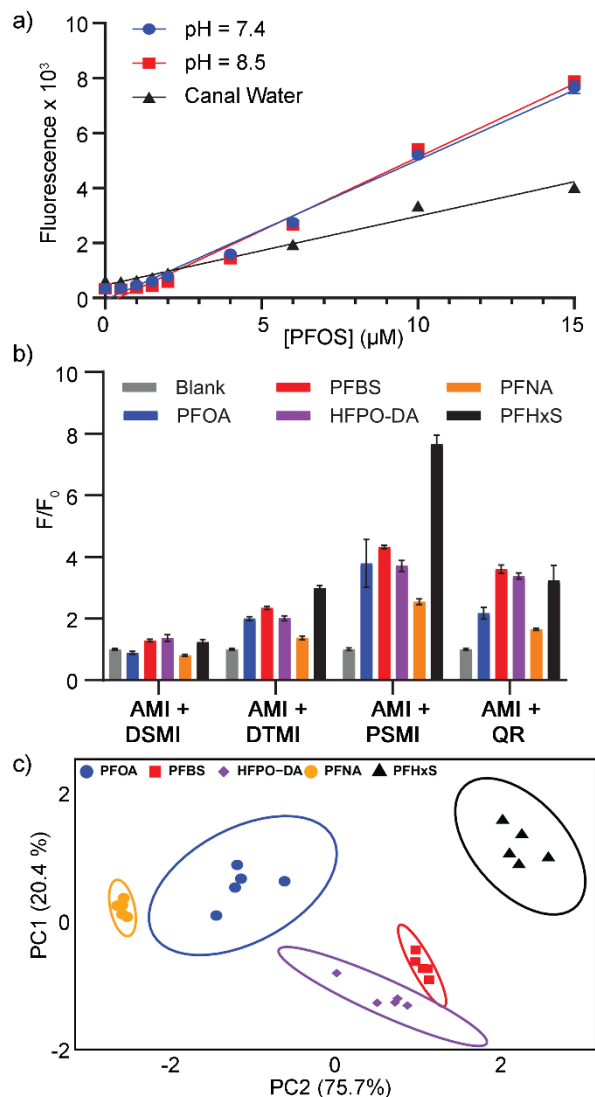 a)
pH = 7.4
pH = 8.5
Canal Water
Fluorescence x 10³
10
8
6
4
2
0
0 5 10 15
[PFOS] (µM)
b)
Blank PFBS PFNA
PFOA HFPO-DA PFHxS
F/F₀
10
8
6
4
2
0
AMI + AMI + AMI + AMI +
DSMI DTMI PSMI QR
c)
PFOA PFBS HFPO−DA PFNA PFHxS
PC1 (20.4 %)
2
0
-2
-2 0 2
PC2 (75.7%)